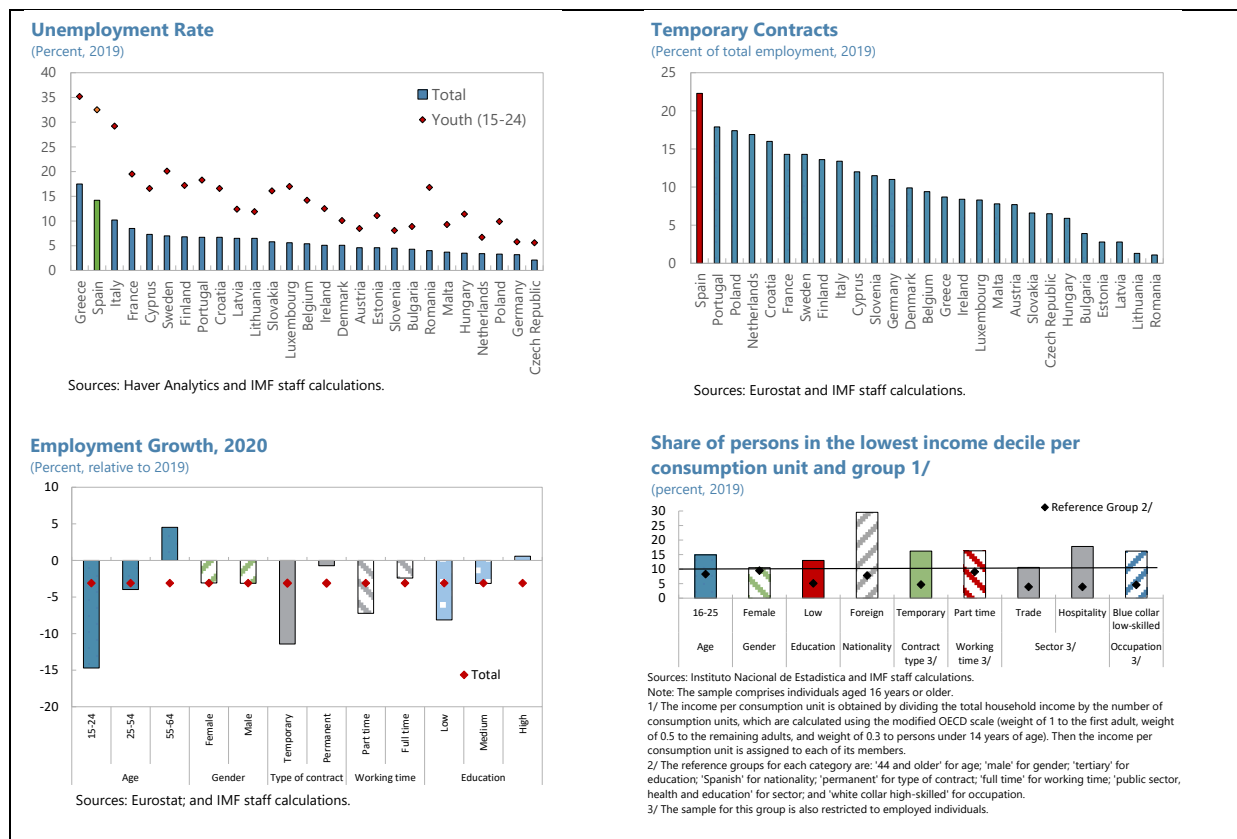 Unemployment Rate
(Percent, 2019)
40
35
30
25
20
15
10
5
0
Total
Youth (15-24)
Greece
Spain
Italy
France
Cyprus
Sweden
Finland
Portugal
Croatia
Latvia
Lithuania
Slovakia
Luxembourg
Belgium
Ireland
Denmark
Austria
Estonia
Slovenia
Bulgaria
Romania
Malta
Hungary
Netherlands
Poland
Germany
Czech Republic
Sources: Haver Analytics and IMF staff calculations.
Temporary Contracts
(Percent of total employment, 2019)
25
20
15
10
5
0
Spain
Portugal
Poland
Netherlands
Croatia
France
Sweden
Finland
Italy
Cyprus
Slovenia
Germany
Denmark
Belgium
Greece
Ireland
Luxembourg
Malta
Austria
Slovakia
Czech Republic
Hungary
Bulgaria
Estonia
Latvia
Lithuania
Romania
Sources: Eurostat and IMF staff calculations.
Employment Growth, 2020
(Percent, relative to 2019)
10
5
0
-5
-10
-15
-20
Total
15-24
25-54
55-64
Female
Male
Temporary
Permanent
Part time
Full time
Low
Medium
High
Age
Gender
Type of contract
Working time
Education
Sources: Eurostat; and IMF staff calculations.
Share of persons in the lowest income decile per
consumption unit and group 1/
(percent, 2019)
30
25
20
15
10
5
0
Reference Group 2/
16-25
Female
Low
Foreign
Temporary
Part time
Trade
Hospitality
Blue collar
low-skilled
Age
Gender
Education
Nationality
Contract
type 3/
Working
time 3/
Sector 3/
Occupation
3/
Sources: Instituto Nacional de Estadistica and IMF staff calculations.
Note: The sample comprises individuals aged 16 years or older.
1/ The income per consumption unit is obtained by dividing the total household income by the number of
consumption units, which are calculated using the modified OECD scale (weight of 1 to the first adult, weight
of 0.5 to the remaining adults, and weight of 0.3 to persons under 14 years of age). Then the income per
consumption unit is assigned to each of its members.
2/ The reference groups for each category are: '44 and older' for age; 'male' for gender; 'tertiary' for
education; 'Spanish' for nationality; 'permanent' for type of contract; 'full time' for working time; 'public sector,
health and education' for sector; and 'white collar high-skilled' for occupation.
3/ The sample for this group is also restricted to employed individuals.